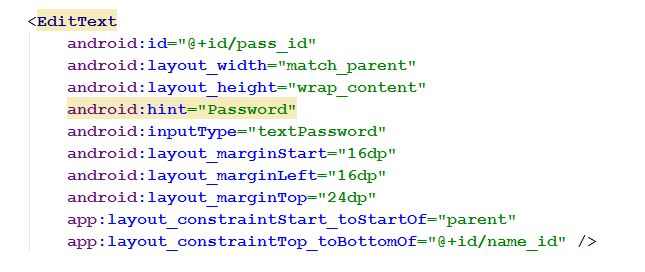 <EditText
android:id="@+id/pass_id"
android:layout_width="match_parent"
android:layout_height="wrap_content"
android:hint="Password"
android:inputType="textPassword"
android:layout_marginStart="16dp"
android:layout_marginLeft="16dp"
android:layout_marginTop="24dp"
app:layout_constraintStart_toStartOf="parent"
app:layout_constraintTop_toBottomOf="@+id/name_id" />